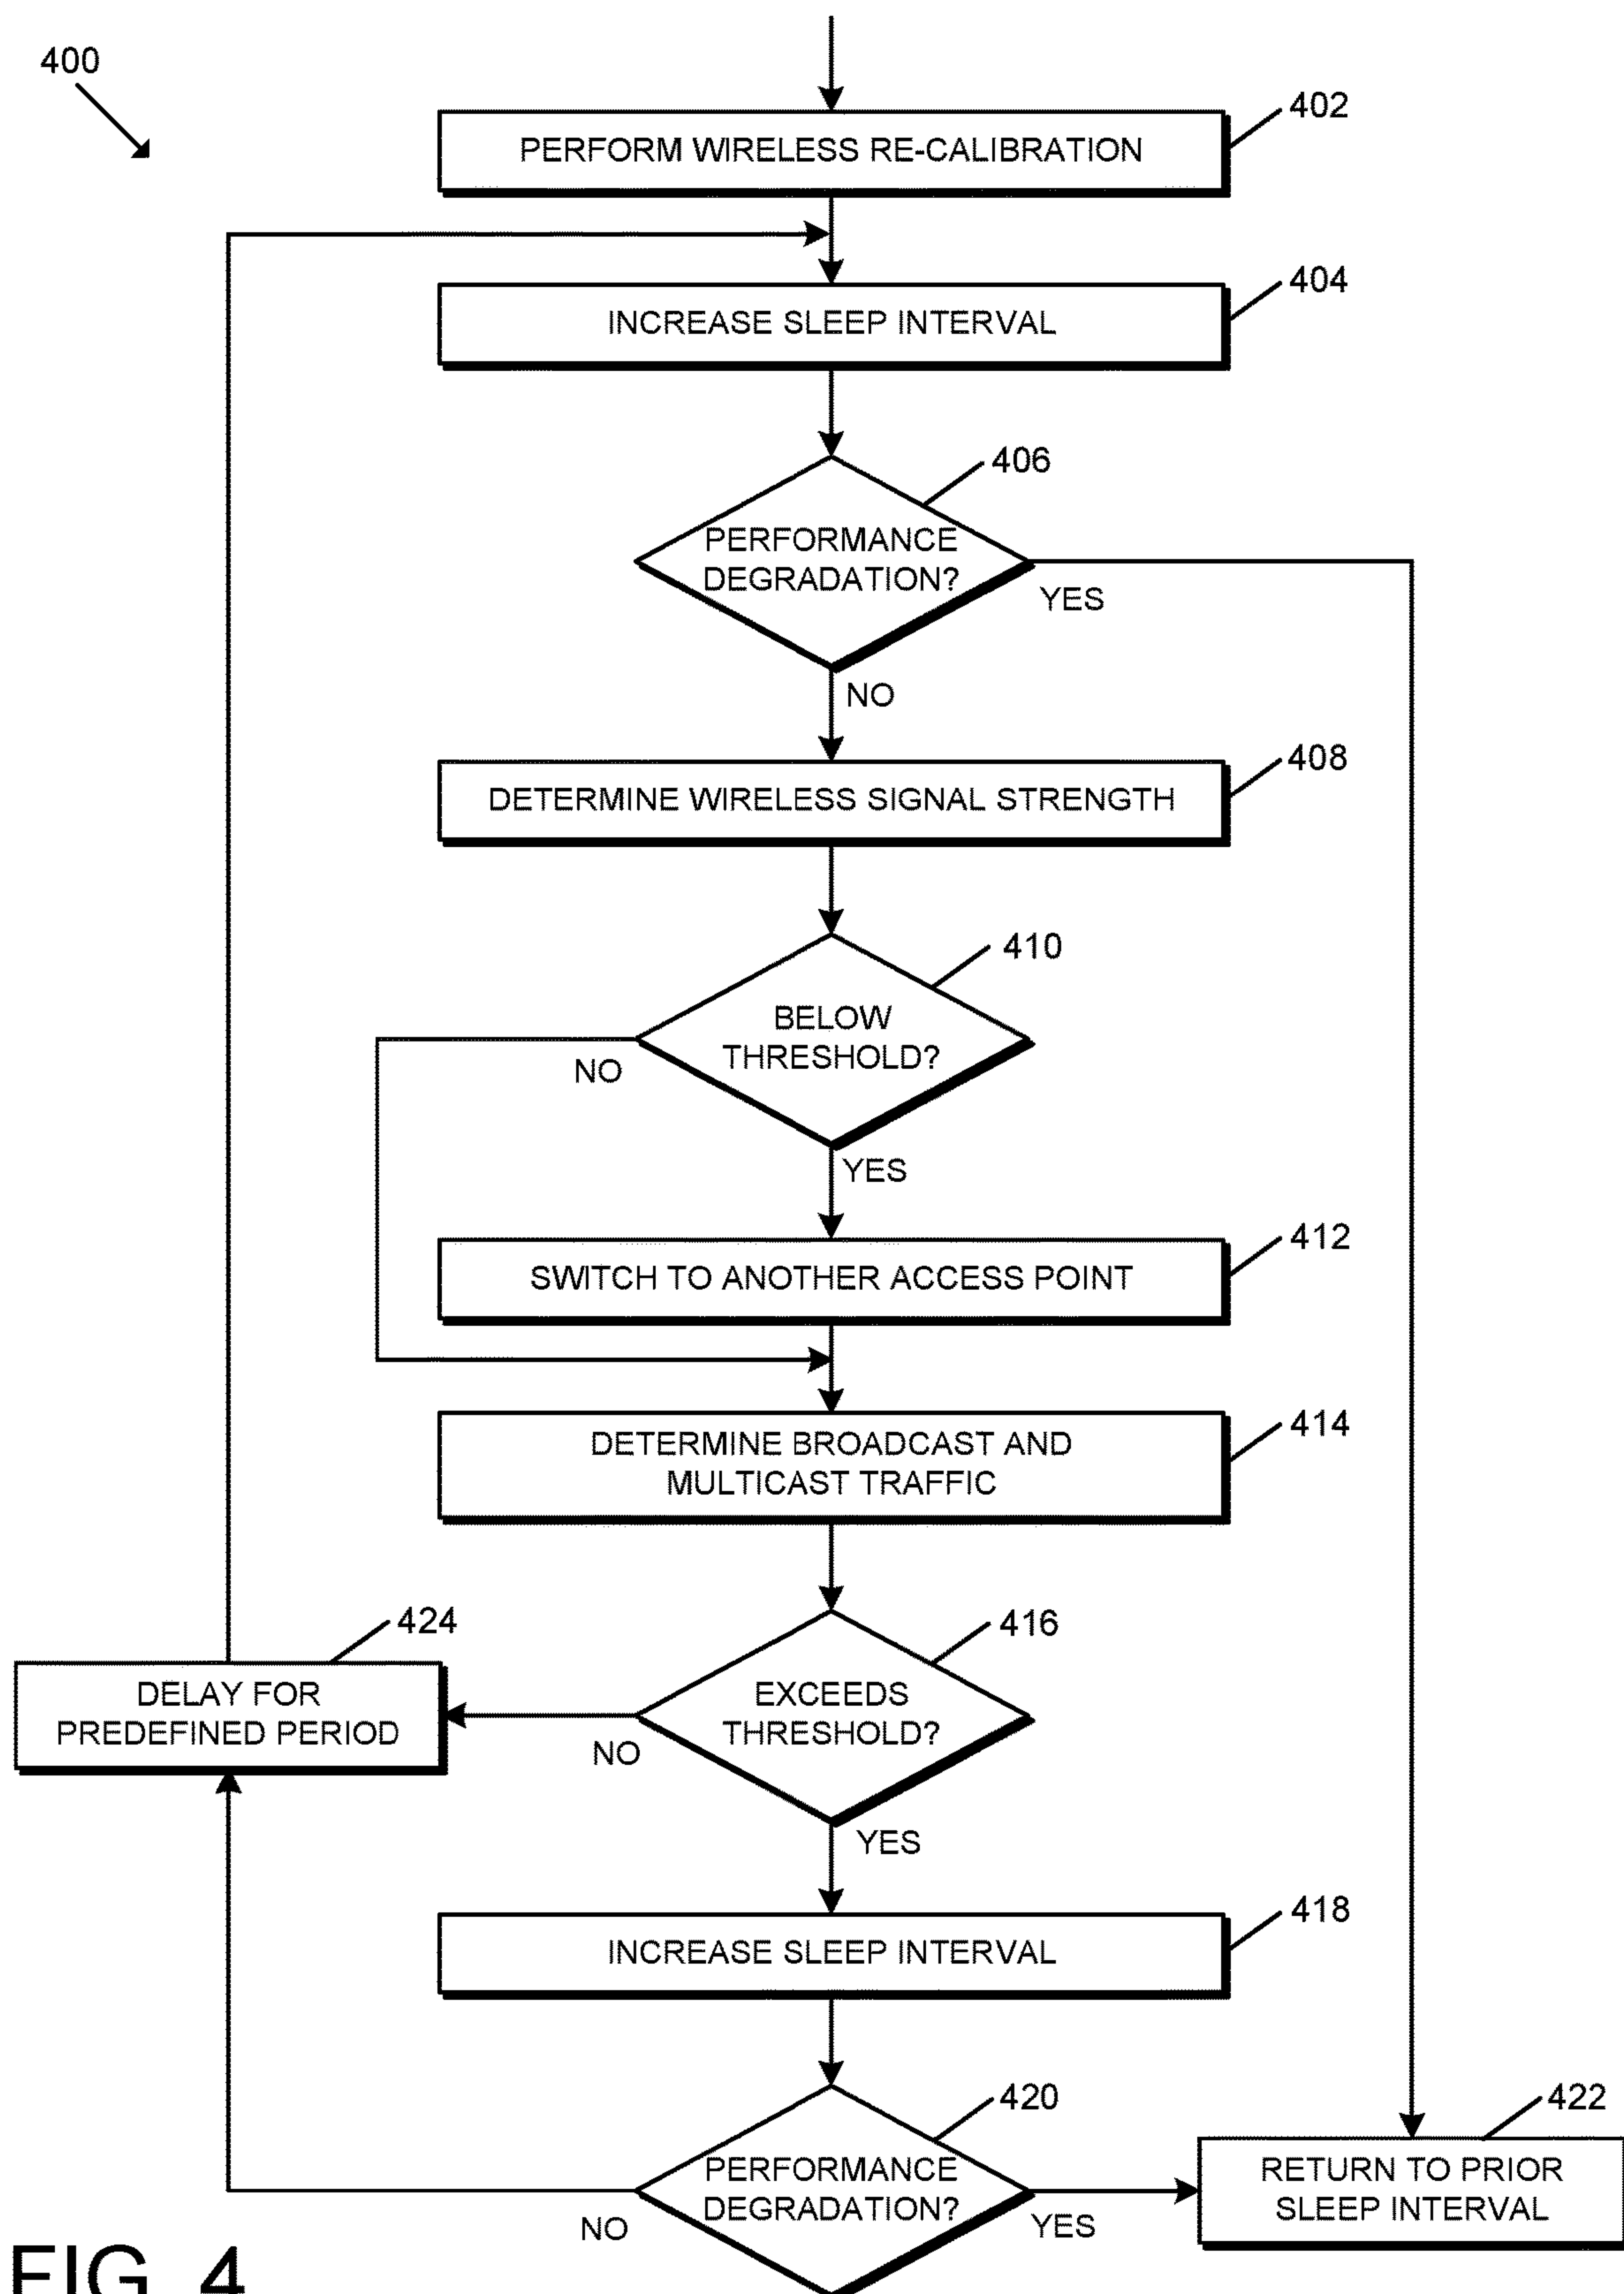 400
402
PERFORM WIRELESS RE-CALIBRATION
404
INCREASE SLEEP INTERVAL
406
PERFORMANCE
DEGRADATION?
YES
NO
408
DETERMINE WIRELESS SIGNAL STRENGTH
410
BELOW
THRESHOLD?
NO
YES
412
SWITCH TO ANOTHER ACCESS POINT
414
DETERMINE BROADCAST AND
MULTICAST TRAFFIC
424
DELAY FOR
PREDEFINED PERIOD
416
EXCEEDS
THRESHOLD?
NO
YES
418
INCREASE SLEEP INTERVAL
420
PERFORMANCE
DEGRADATION?
NO
YES
422
RETURN TO PRIOR
SLEEP INTERVAL
FIG. 4